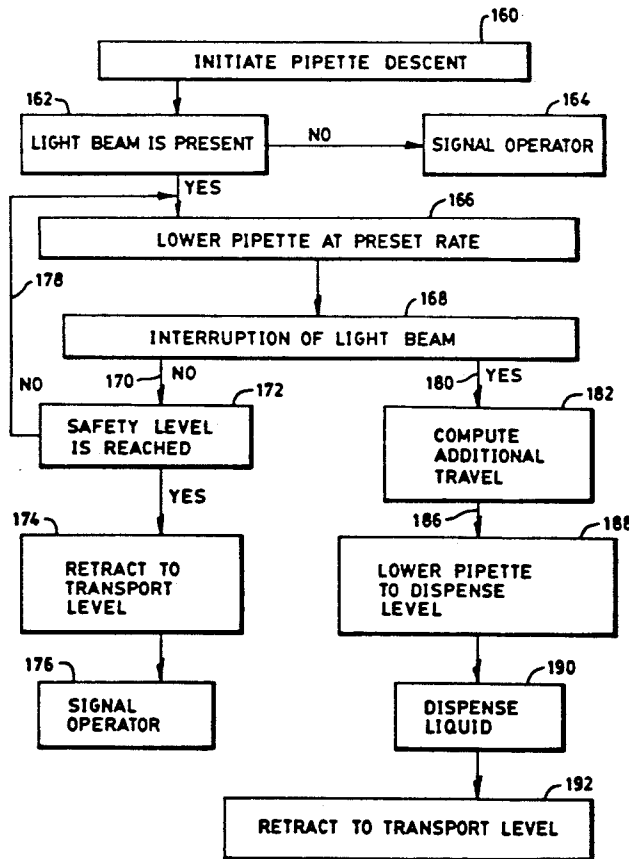 160
INITIATE PIPETTE DESCENT
162
164
LIGHT BEAM IS PRESENT
NO
SIGNAL OPERATOR
YES
166
LOWER PIPETTE AT PRESET RATE
178
168
INTERRUPTION OF LIGHT BEAM
NO
170
NO
172
180
YES
182
SAFETY LEVEL
IS REACHED
COMPUTE
ADDITIONAL
TRAVEL
YES
174
186
188
RETRACT TO
TRANSPORT
LEVEL
LOWER PIPETTE
TO DISPENSE
LEVEL
176
190
SIGNAL
OPERATOR
DISPENSE
LIQUID
192
RETRACT TO TRANSPORT LEVEL